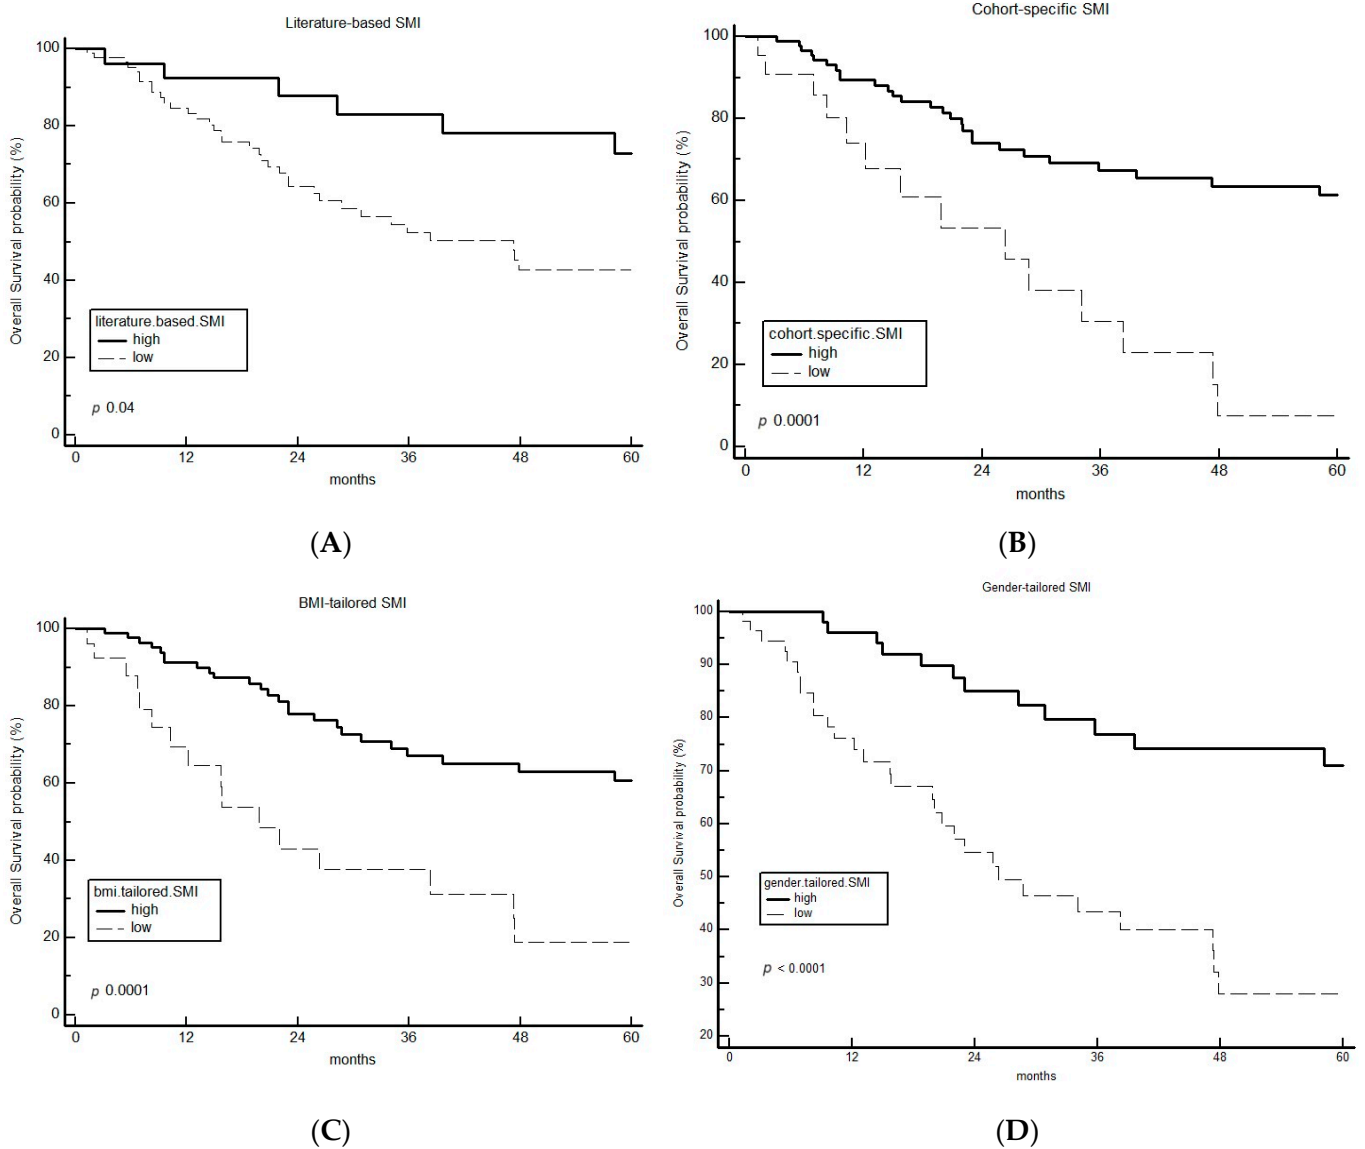 Literature-based SMI
Overall Survival probability (%)
100
80
60
40
20
0
literature.based.SMI
high
low
p 0.04
0 12 24 36 48 60
months
(A)
Cohort-specific SMI
Overall Survival probability (%)
100
80
60
40
20
0
cohort.specific.SMI
high
low
p 0.0001
0 12 24 36 48 60
months
(B)
BMI-tailored SMI
Overall Survival probability (%)
100
80
60
40
20
0
bmi.tailored.SMI
high
low
p 0.0001
0 12 24 36 48 60
months
(C)
Gender-tailored SMI
Overall Survival probability (%)
100
90
80
70
60
50
40
30
20
gender.tailored.SMI
high
low
p < 0.0001
0 12 24 36 48 60
months
(D)